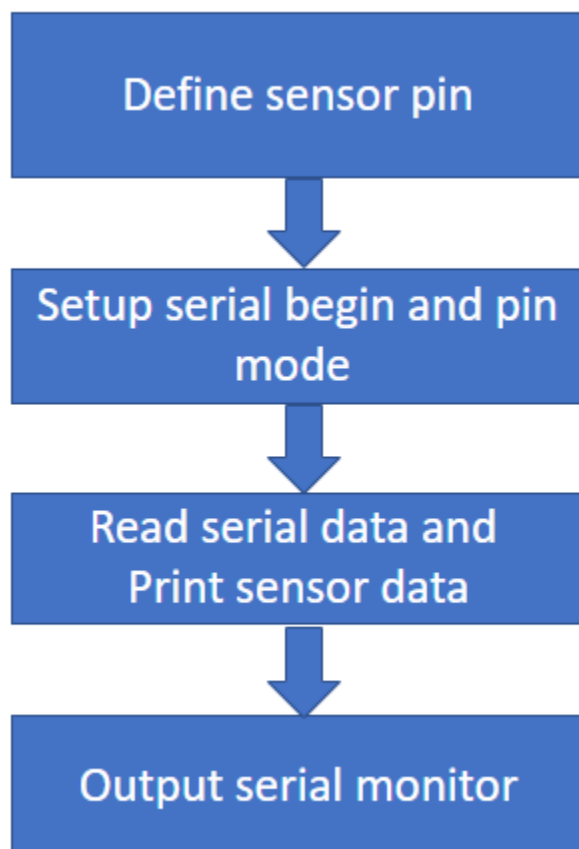 Define sensor pin
Setup serial begin and pin
mode
Read serial data and
Print sensor data
Output serial monitor